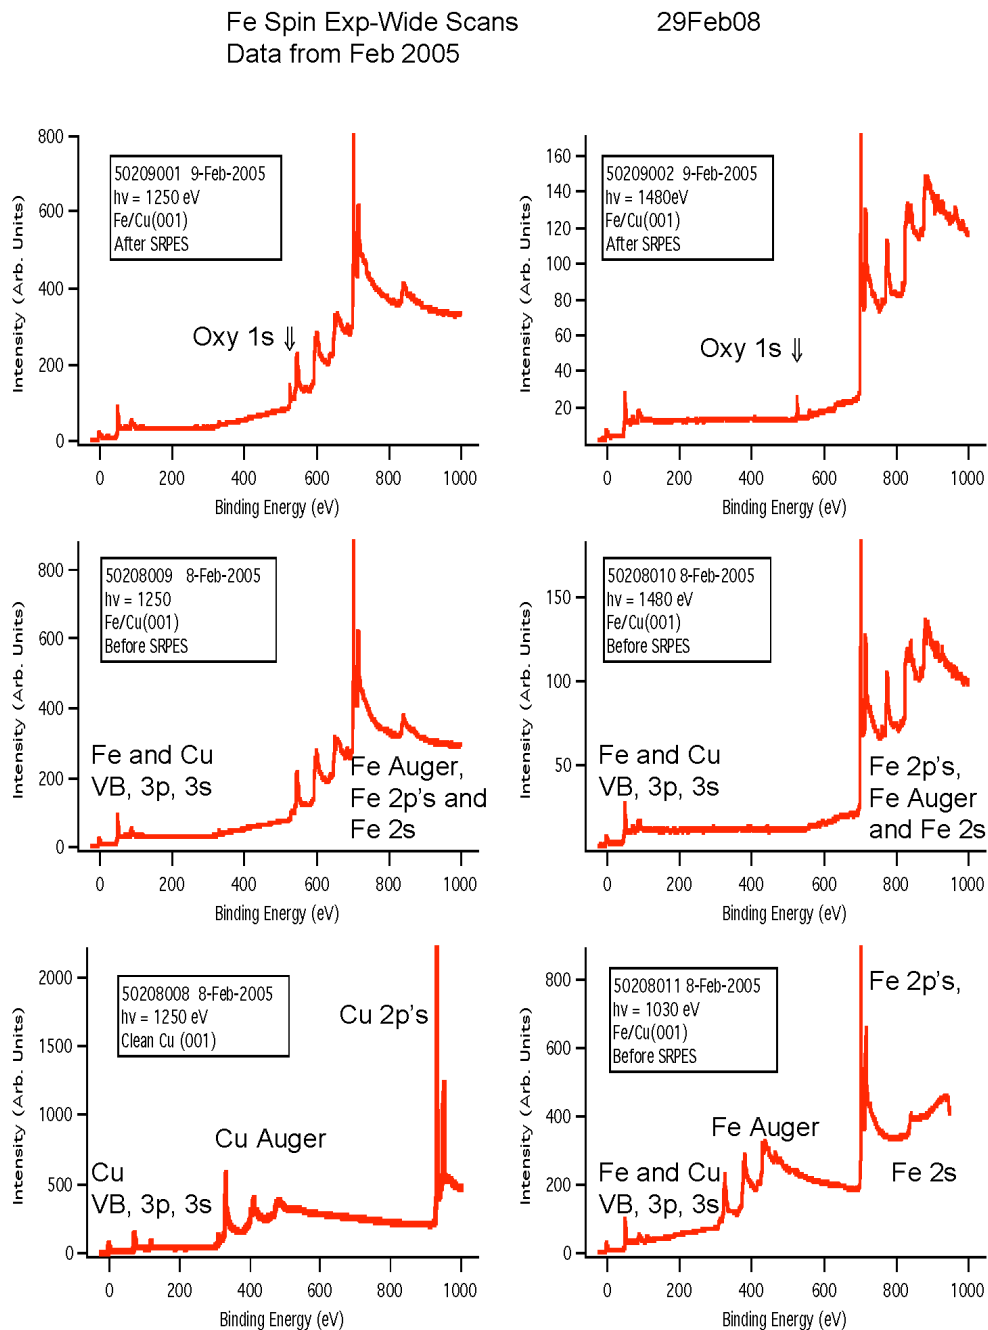 Fe Spin Exp-Wide Scans 29Feb08
Data from Feb 2005
800
600
400
200
0
Intensity (Arb. Units)
50209001 9-Feb-2005
hv = 1250 eV
Fe/Cu(001)
After SRPES
Oxy 1s ⇓
0 200 400 600 800 1000
Binding Energy (eV)
160
140
120
100
80
60
40
20
Intensity (Arb. Units)
50209002 9-Feb-2005
hv = 1480eV
Fe/Cu(001)
After SRPES
Oxy 1s ⇓
0 200 400 600 800 1000
Binding Energy (eV)
800
600
400
200
0
Intensity (Arb. Units)
50208009 8-Feb-2005
hv = 1250
Fe/Cu(001)
Before SRPES
Fe and Cu
VB, 3p, 3s
Fe Auger,
Fe 2p's and
Fe 2s
0 200 400 600 800 1000
Binding Energy (eV)
150
100
50
Intensity (Arb. Units)
50208010 8-Feb-2005
hv = 1480 eV
Fe/Cu(001)
Before SRPES
Fe and Cu
VB, 3p, 3s
Fe 2p's,
Fe Auger
and Fe 2s
0 200 400 600 800 1000
Binding Energy (eV)
2000
1500
1000
500
0
Intensity (Arb. Units)
50208008 8-Feb-2005
hv = 1250 eV
Clean Cu (001)
Cu 2p's
Cu Auger
Cu
VB, 3p, 3s
0 200 400 600 800 1000
Binding Energy (eV)
800
600
400
200
0
Intensity (Arb. Units)
50208011 8-Feb-2005
hv = 1030 eV
Fe/Cu(001)
Before SRPES
Fe 2p's,
Fe Auger
Fe and Cu
VB, 3p, 3s
Fe 2s
0 200 400 600 800 1000
Binding Energy (eV)